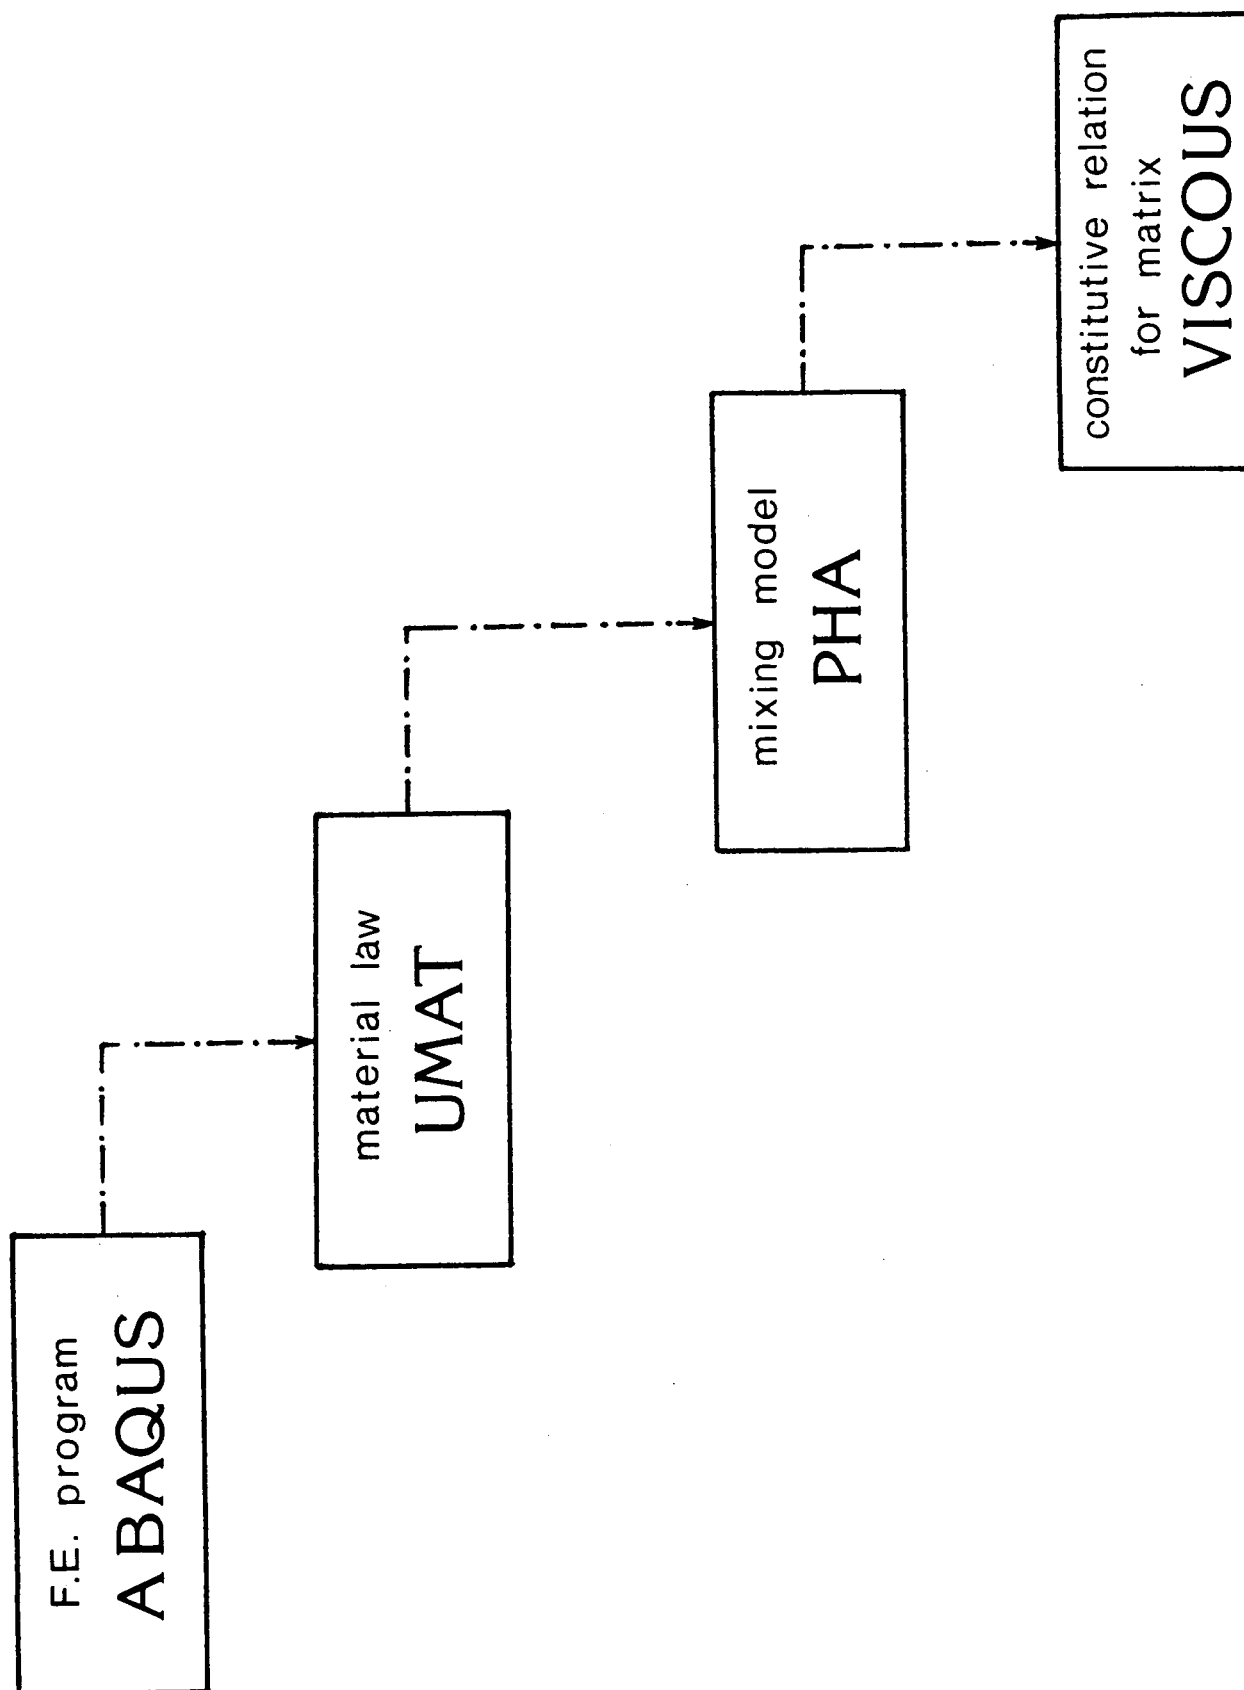 F.E. program
ABAQUS
material law
UMAT
mixing model
PHA
constitutive relation
for matrix
VISCOUS